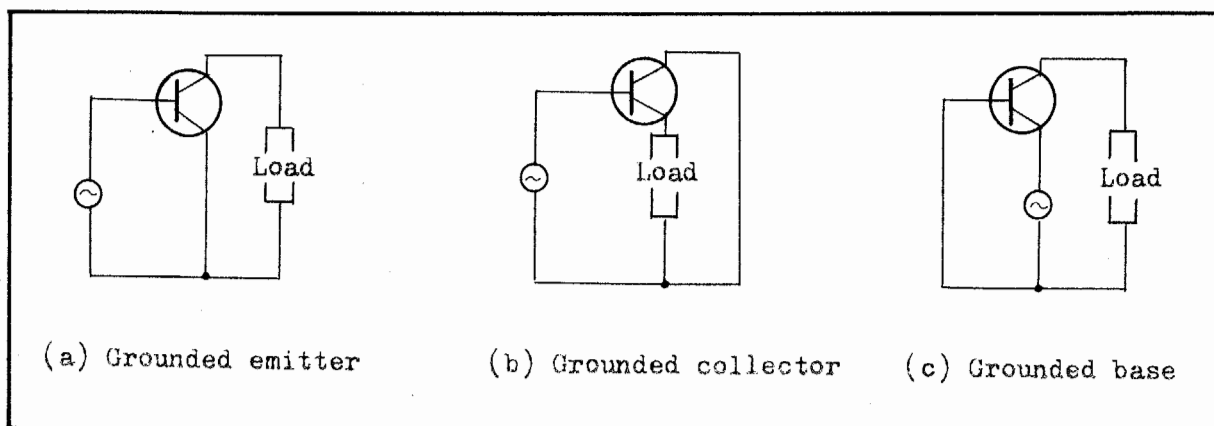 Load
Load
Load
(a) Grounded emitter
(b) Grounded collector
(c) Grounded base